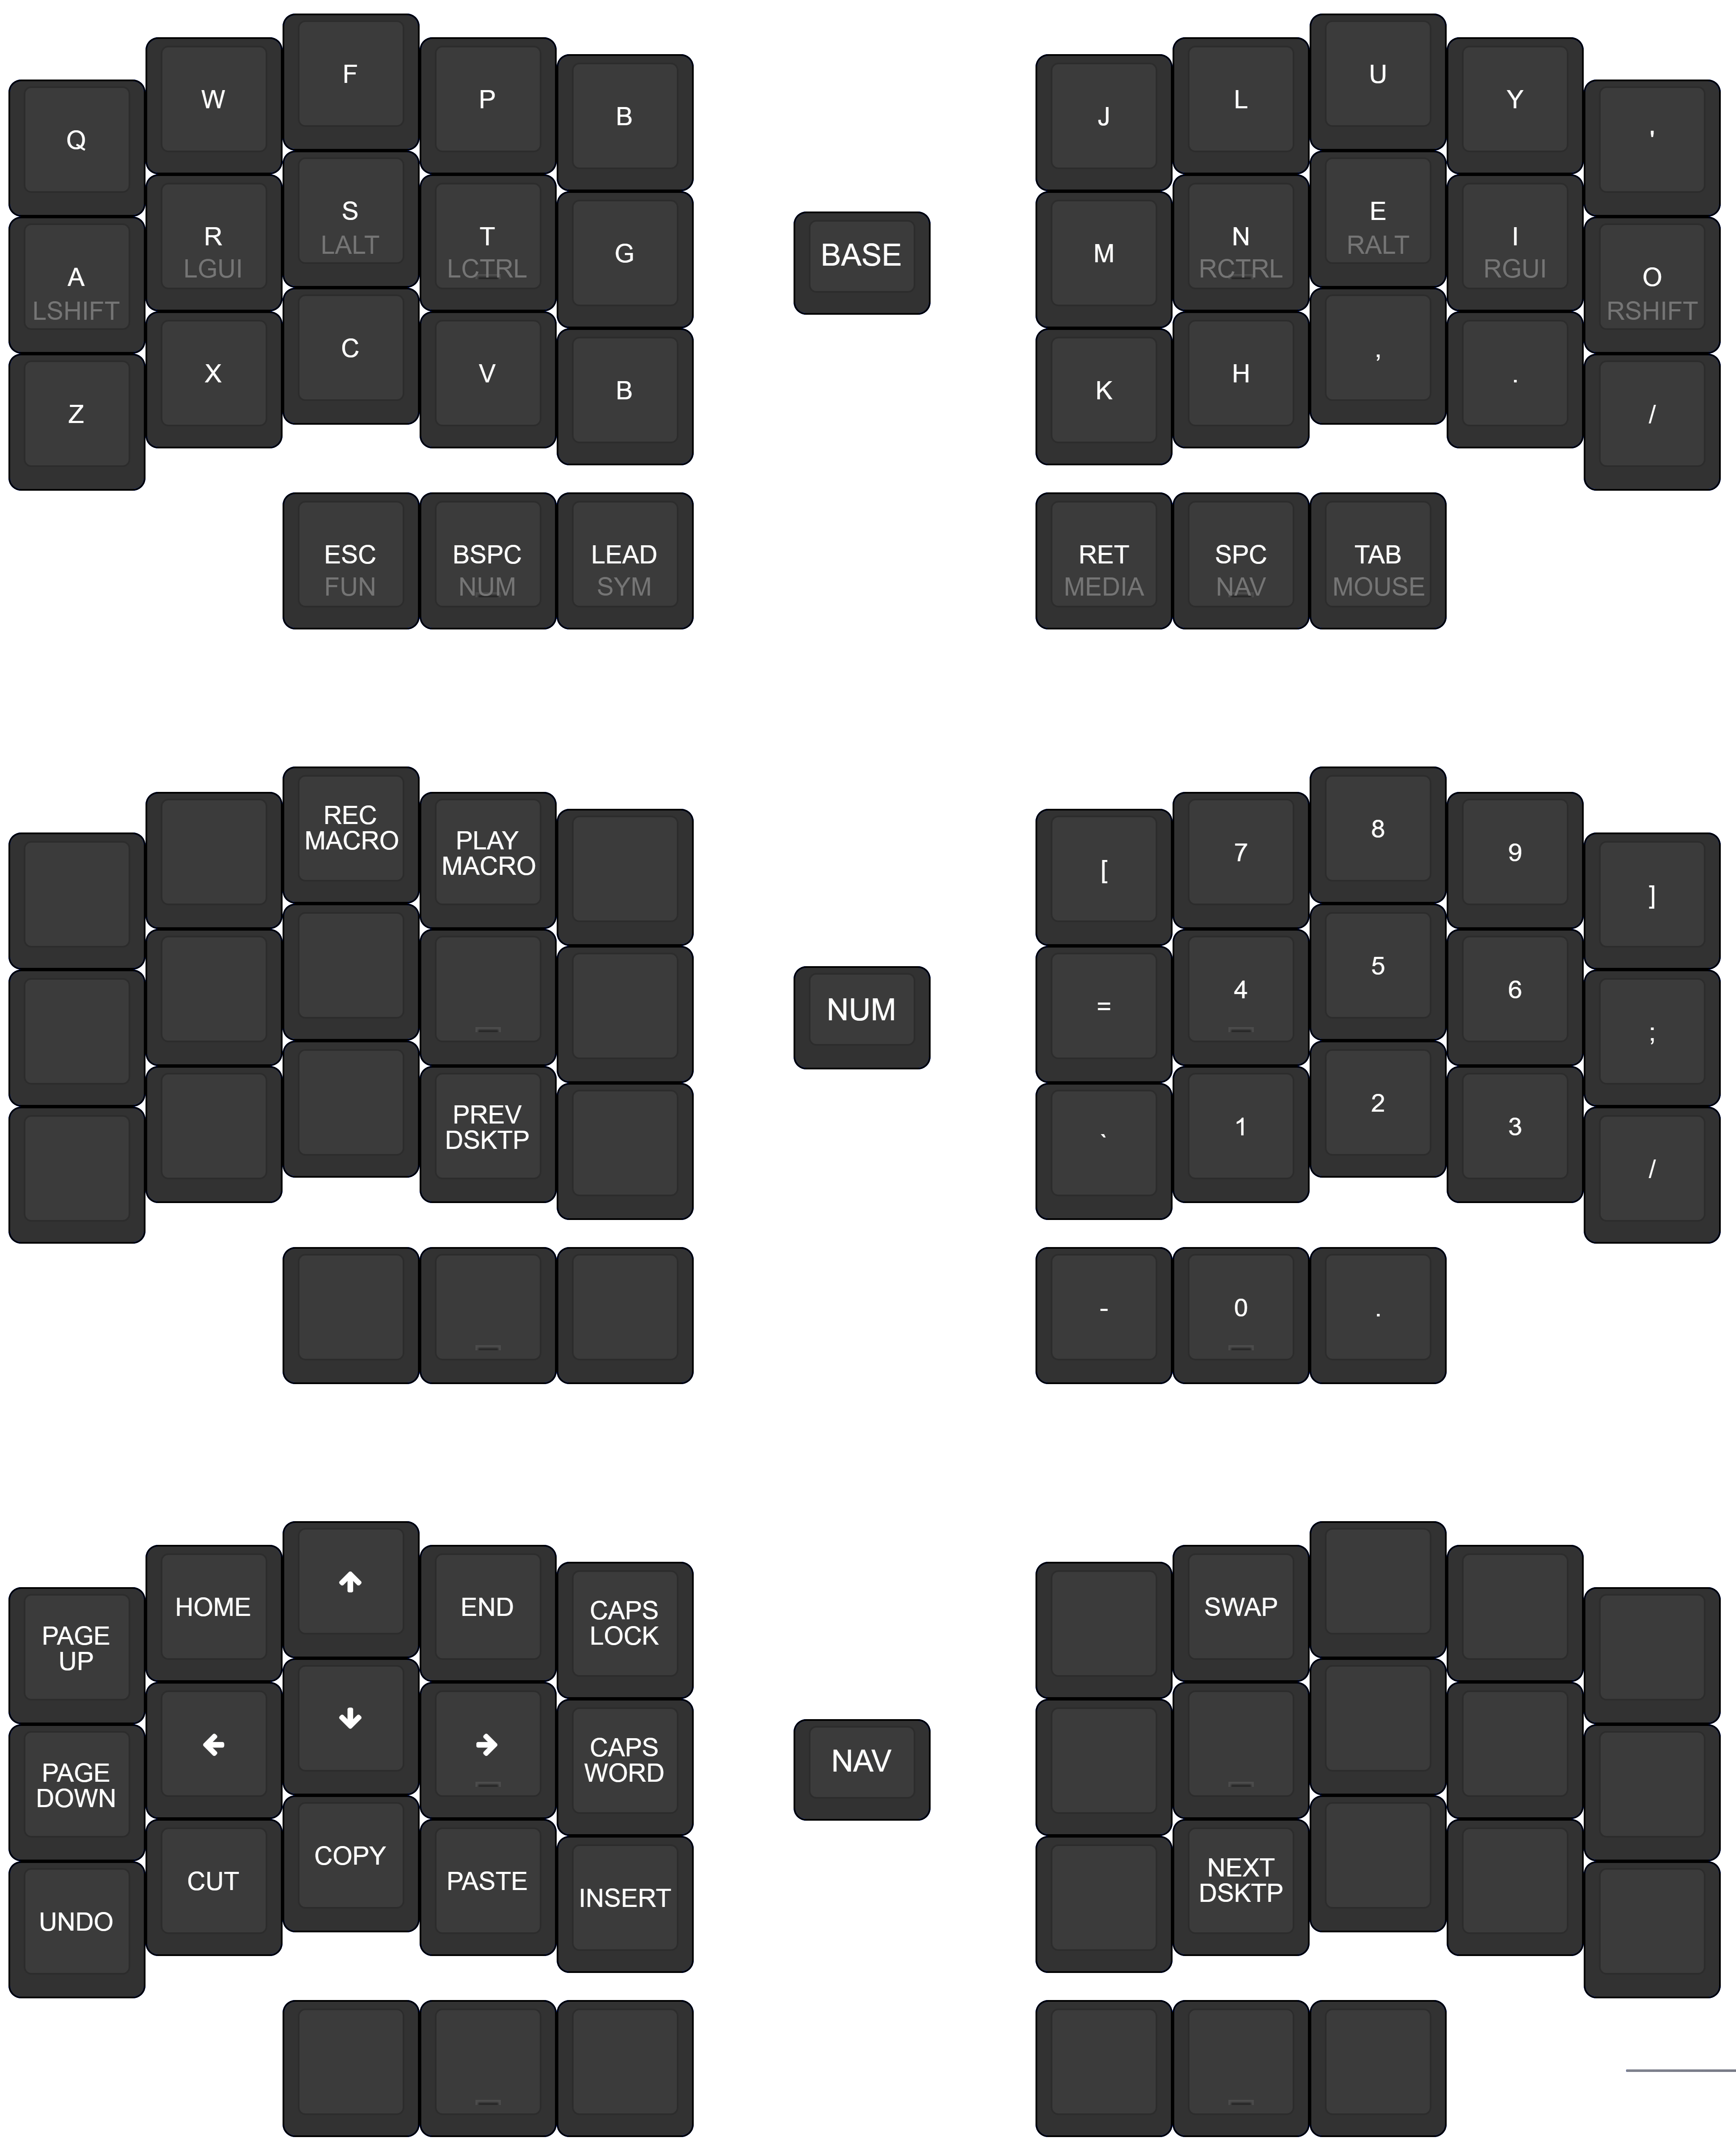 Q W F P B
A LSHIFT R LGUI S LALT T LCTRL G
Z X C V B
ESC FUN BSPC NUM LEAD SYM
BASE
J L U Y '
M N RCTRL E RALT I RGUI O RSHIFT
K H , . /
RET MEDIA SPC NAV TAB MOUSE
REC
MACRO
PLAY
MACRO
PREV
DSKTP
NUM
[ 7 8 9 ]
= 4 5 6 ;
` 1 2 3 /
- 0 .
PAGE
UP
HOME
↑
END
CAPS
LOCK
PAGE
DOWN
←
↓
→
CAPS
WORD
UNDO
CUT
COPY
PASTE
INSERT
NAV
SWAP
NEXT
DSKTP